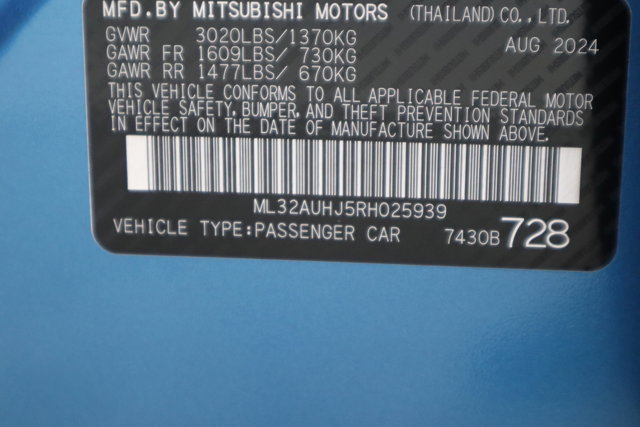 MFD.BY MITSUBISHI MOTORS (THAILAND) CO., LTD.
GVWR 3020LBS/1370KG AUG 2024
GAWR FR 1609LBS/ 730KG
GAWR RR 1477LBS/ 670KG
THIS VEHICLE CONFORMS TO ALL APPLICABLE FEDERAL MOTOR
VEHICLE SAFETY, BUMPER, AND THEFT PREVENTION STANDARDS
IN EFFECT ON THE DATE OF MANUFACTURE SHOWN ABOVE.
ML32AUHJ5RH025939
VEHICLE TYPE:PASSENGER CAR 7430B 728